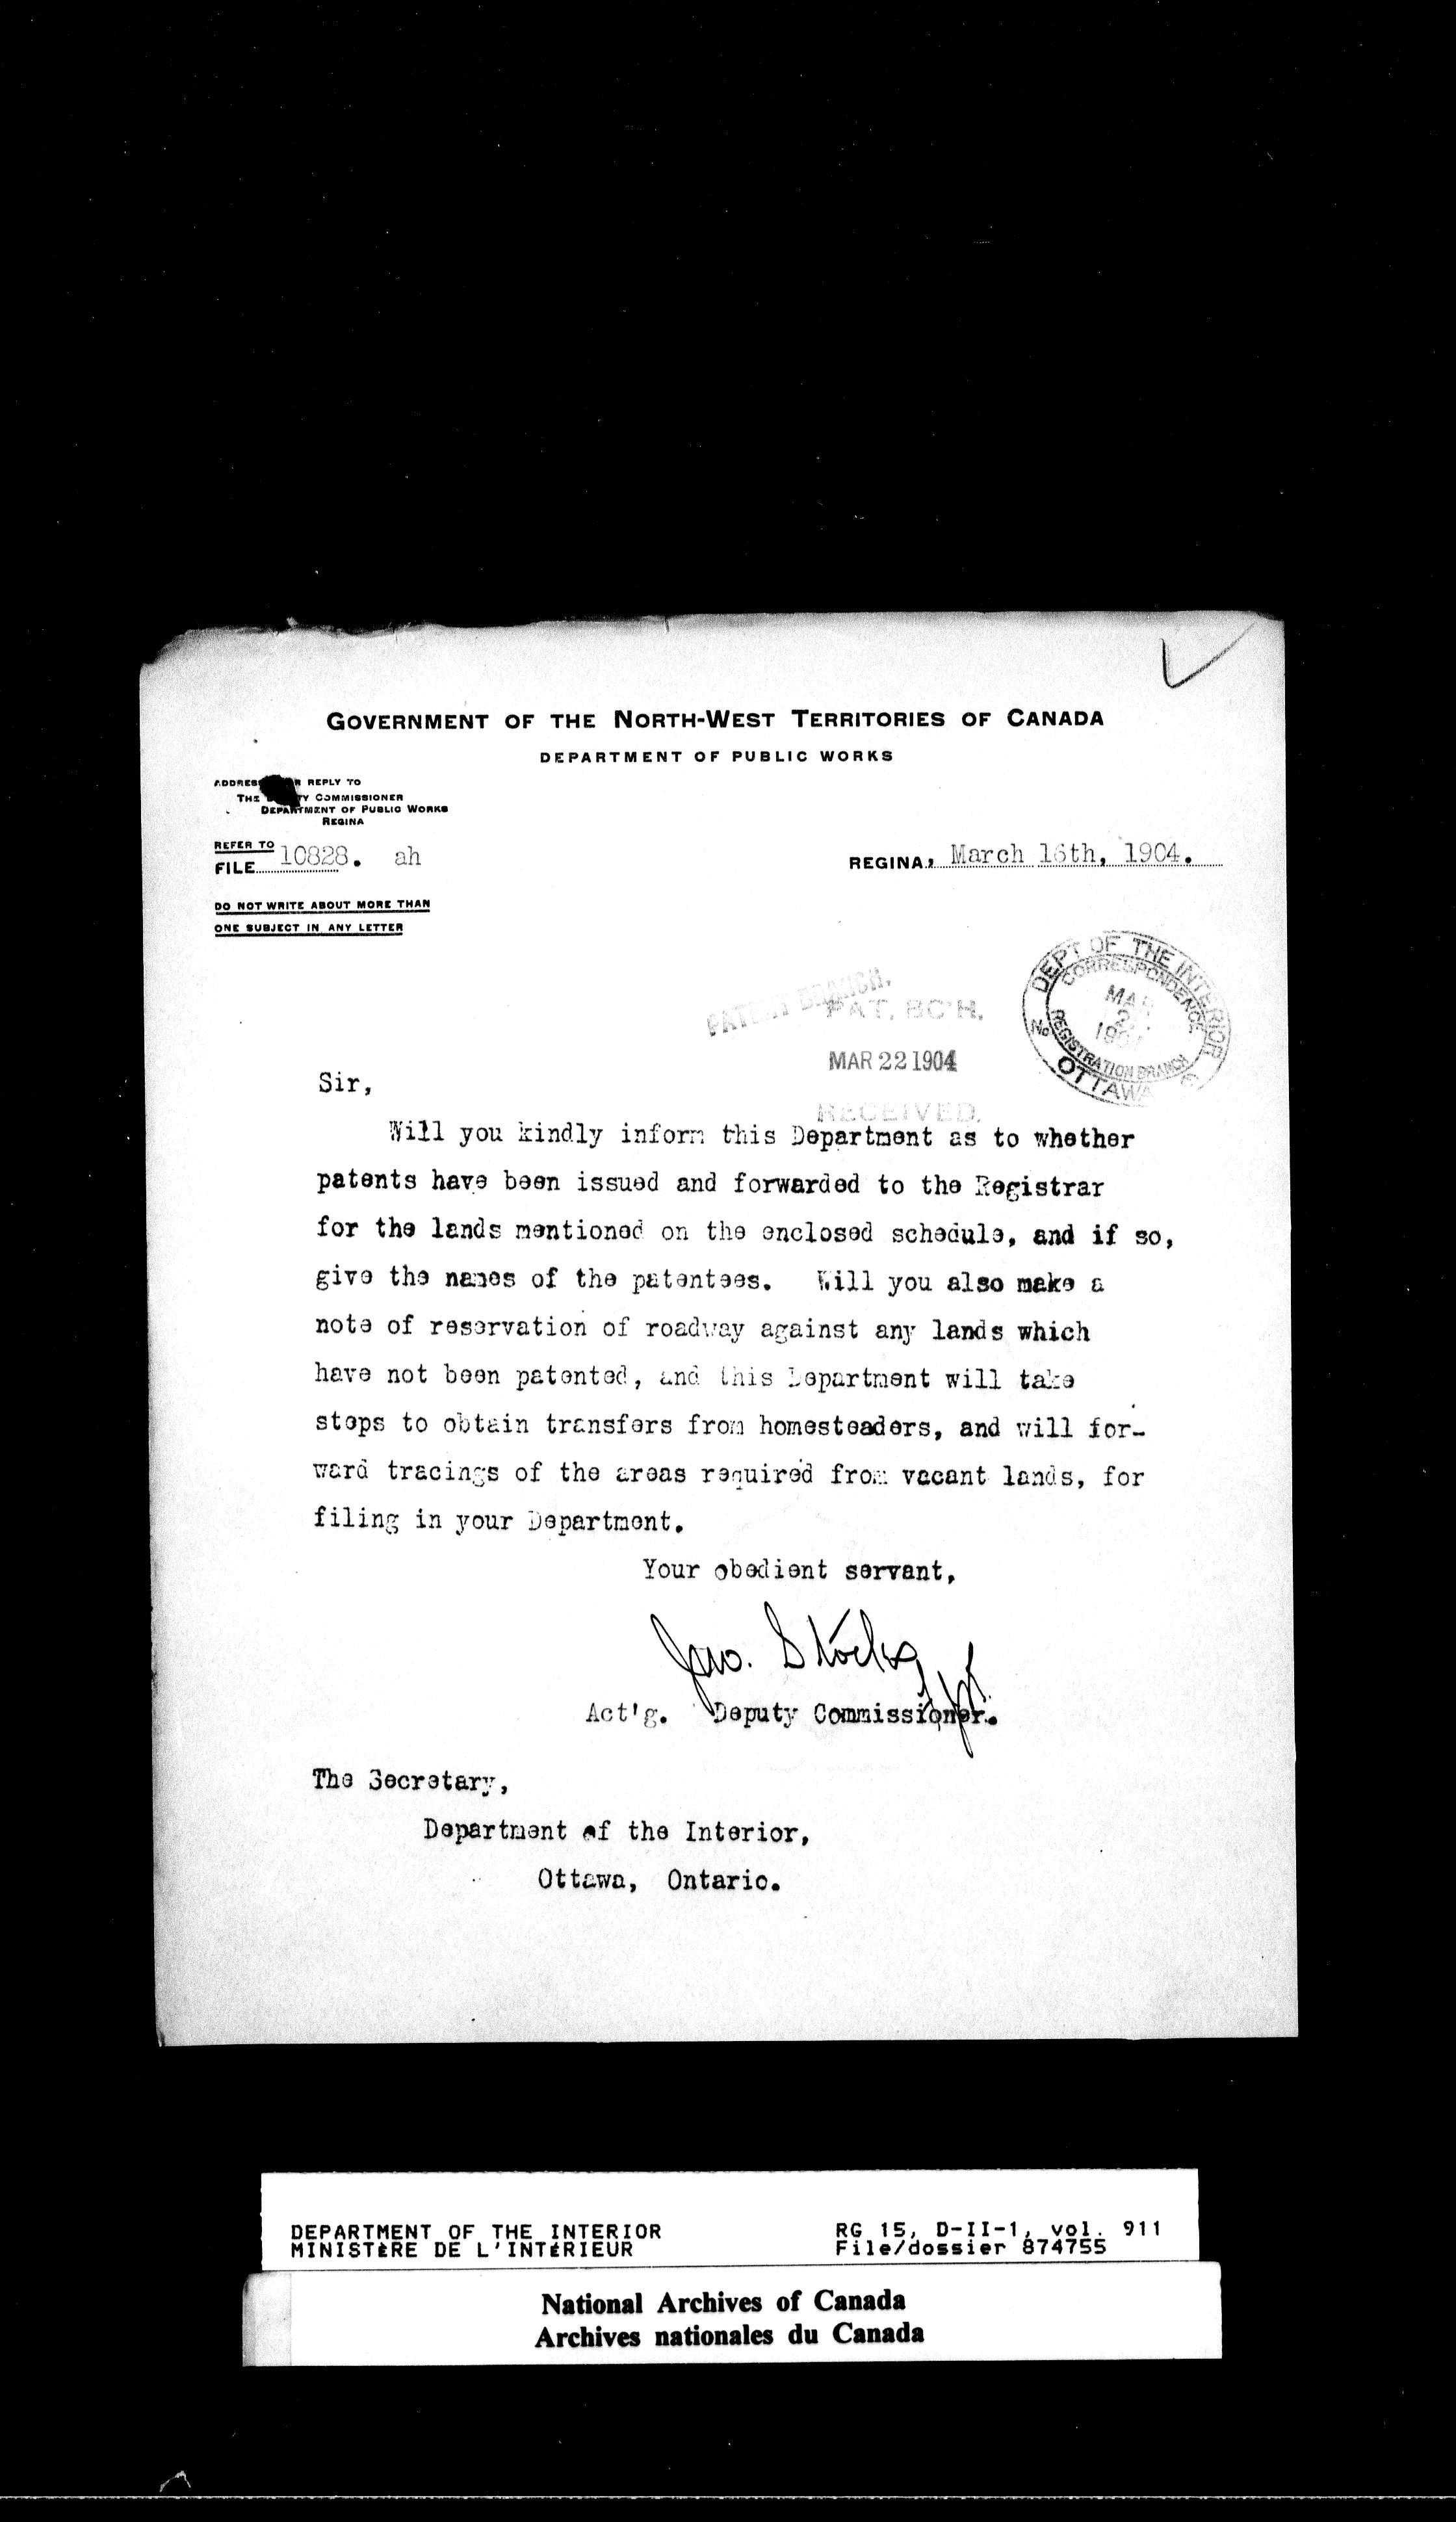 GOVERNMENT OF THE NORTH-WEST TERRITORIES OF CANADA
DEPARTMENT OF PUBLIC WORKS
REPLY TO
COMMISSIONER
DEPARTMENT OF PUBLIC WORKS
REGINA
REFER TO
FILE 10828. ah
REGINA, March 16th, 1904.
DO NOT WRITE ABOUT MORE THAN
ONE SUBJECT IN ANY LETTER
DEPT OF THE INTERIOR
CORRESPONDENCE
MAR
REGISTRATION BRANCH
OTTAWA
BRANCH.
PAT. BC'H.
MAR 22 1904
RECEIVED.
Sir,
Will you kindly inform this Department as to whether
patents have been issued and forwarded to the Registrar
for the lands mentioned on the enclosed schedule, and if so,
give the names of the patentees. Will you also make a
note of reservation of roadway against any lands which
have not been patented, and this Department will take
steps to obtain transfers from homesteaders, and will for-
ward tracings of the areas required from vacant lands, for
filing in your Department.
Your obedient servant,
Jno. Stocks
Act'g. Deputy Commissioner.
The Secretary,
Department of the Interior,
Ottawa, Ontario.
DEPARTMENT OF THE INTERIOR
MINISTÈRE DE L'INTÉRIEUR
RG 15, D-II-1, vol. 911
File/dossier 874755
National Archives of Canada
Archives nationales du Canada